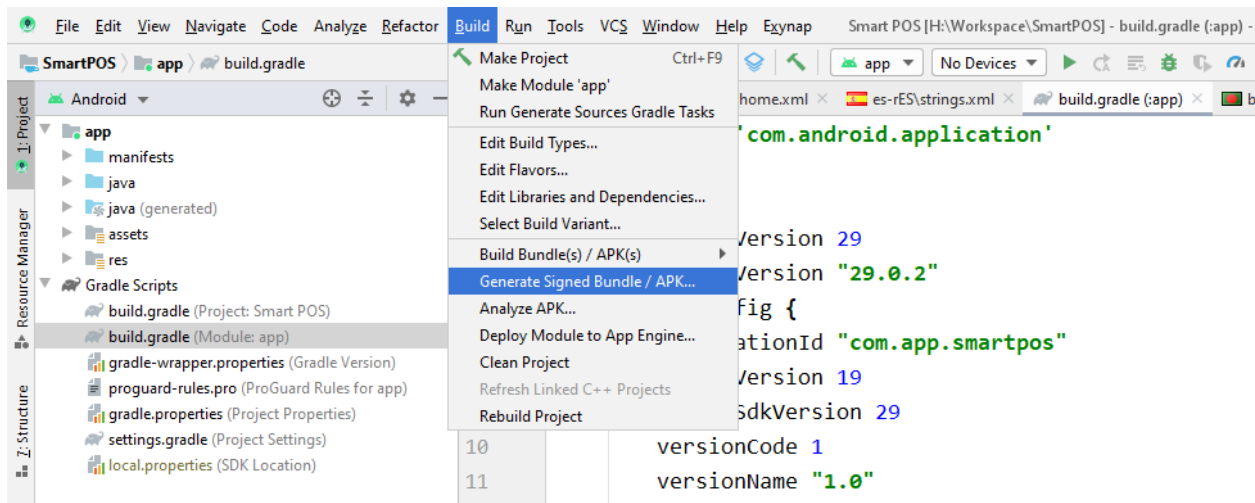 File Edit View Navigate Code Analyze Refactor Build Run Tools VCS Window Help Exynap Smart POS [H:\Workspace\SmartPOS] - build.gradle (:app) -
SmartPOS app build.gradle
Make Project Ctrl+F9
app No Devices
Make Module 'app'
Run Generate Sources Gradle Tasks
Edit Build Types...
Edit Flavors...
Edit Libraries and Dependencies...
Select Build Variant...
Build Bundle(s) / APK(s)
Generate Signed Bundle / APK...
Analyze APK...
Deploy Module to App Engine...
Clean Project
Refresh Linked C++ Projects
Rebuild Project
1: Project
Resource Manager
7: Structure
Android
app
manifests
java
java (generated)
assets
res
Gradle Scripts
build.gradle (Project: Smart POS)
build.gradle (Module: app)
gradle-wrapper.properties (Gradle Version)
proguard-rules.pro (ProGuard Rules for app)
gradle.properties (Project Properties)
settings.gradle (Project Settings)
local.properties (SDK Location)
home.xml es-rES\strings.xml build.gradle (:app) b
'com.android.application'
Version 29
Version "29.0.2"
fig {
ationId "com.app.smartpos"
Version 19
SdkVersion 29
10 versionCode 1
11 versionName "1.0"